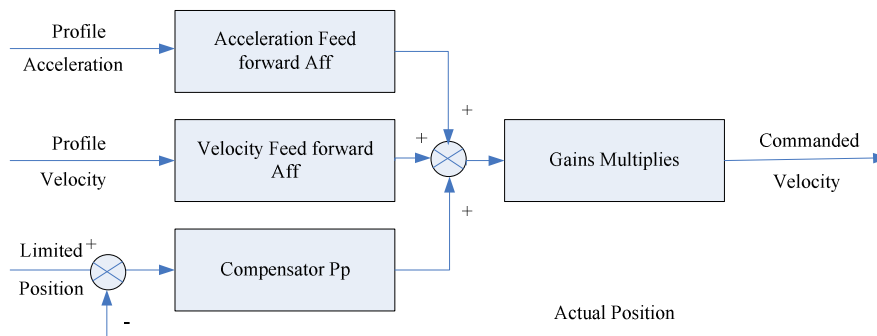 Profile
Acceleration
Acceleration Feed
forward Aff
+
Profile
Velocity
Velocity Feed forward
Aff
+
Gains Multiplies
Commanded
Velocity
+
Limited
+
Position
Compensator Pp
-
Actual Position